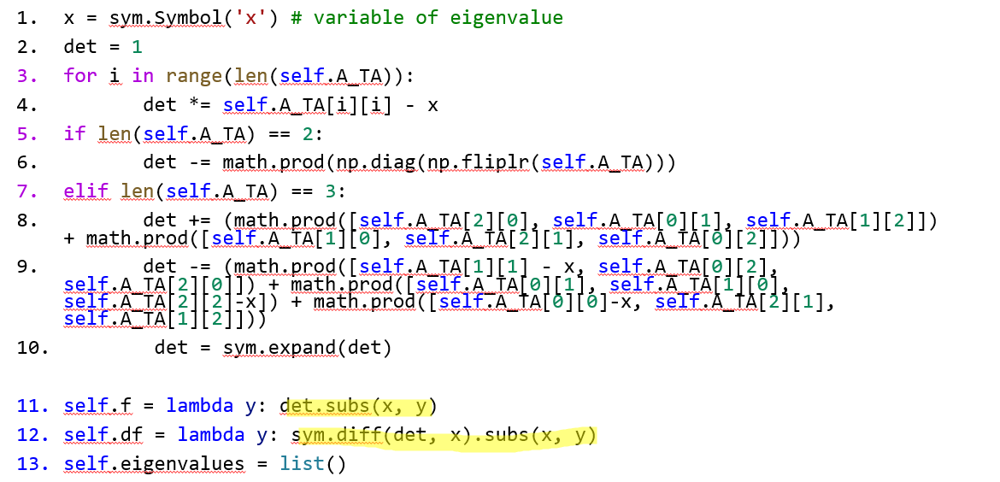 1. x = sym.Symbol('x') # variable of eigenvalue
2. det = 1
3. for i in range(len(self.A_TA)):
4. det *= self.A_TA[i][i] - x
5. if len(self.A_TA) == 2:
6. det -= math.prod(np.diag(np.fliplr(self.A_TA)))
7. elif len(self.A_TA) == 3:
8. det += (math.prod([self.A_TA[2][0], self.A_TA[0][1], self.A_TA[1][2]])
+ math.prod([self.A_TA[1][0], self.A_TA[2][1], self.A_TA[0][2]]))
9. det -= (math.prod([self.A_TA[1][1] - x, self.A_TA[0][2],
self.A_TA[2][0]]) + math.prod([self.A_TA[0][1], self.A_TA[1][0],
self.A_TA[2][2]-x]) + math.prod([self.A_TA[0][0]-x, self.A_TA[2][1],
self.A_TA[1][2]]))
10. det = sym.expand(det)
11. self.f = lambda y: det.subs(x, y)
12. self.df = lambda y: sym.diff(det, x).subs(x, y)
13. self.eigenvalues = list()